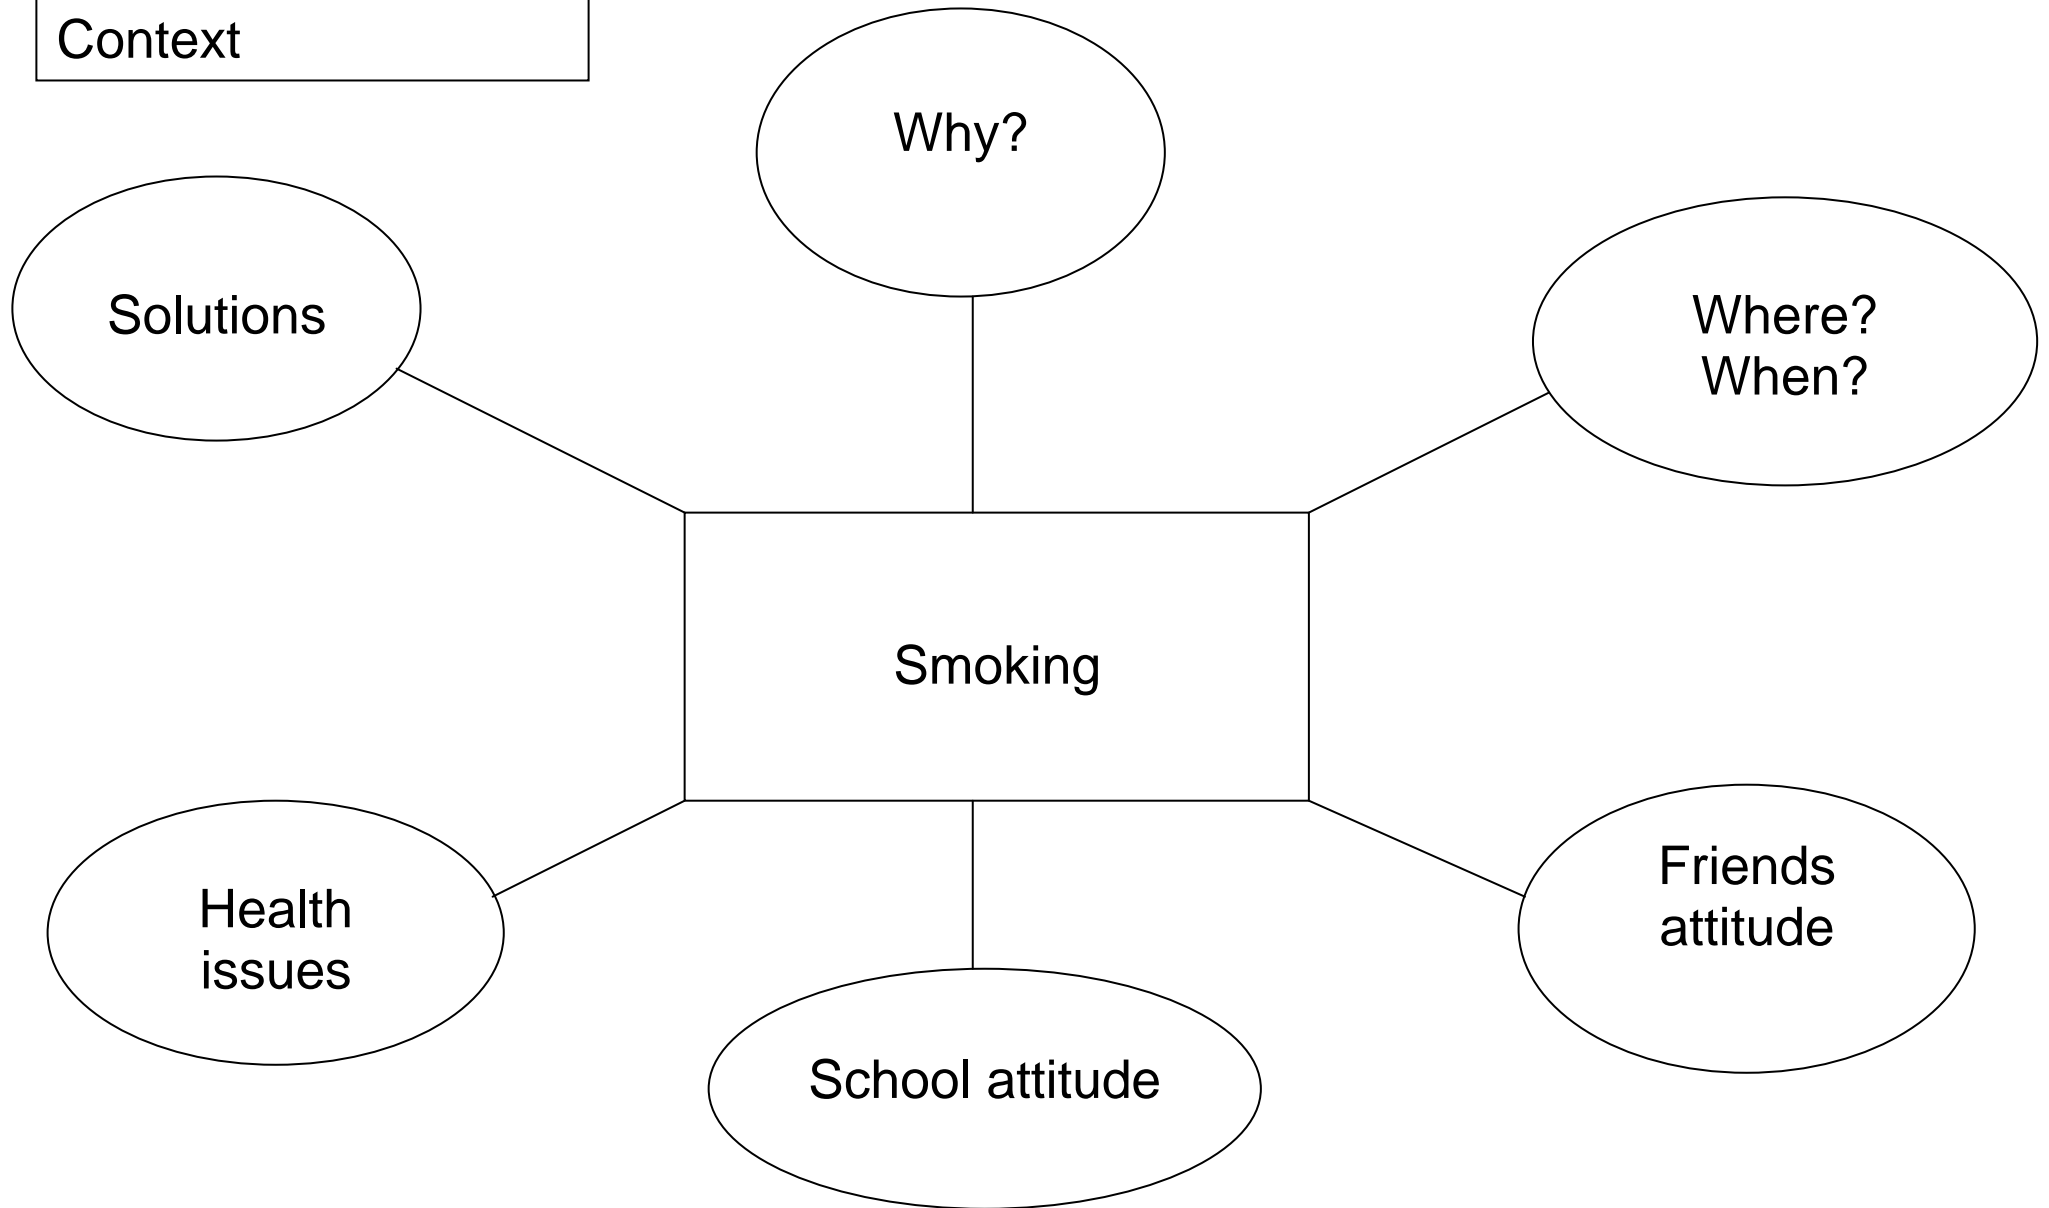 Context
Why?
Solutions
Where?
When?
Smoking
Health
issues
Friends
attitude
School attitude